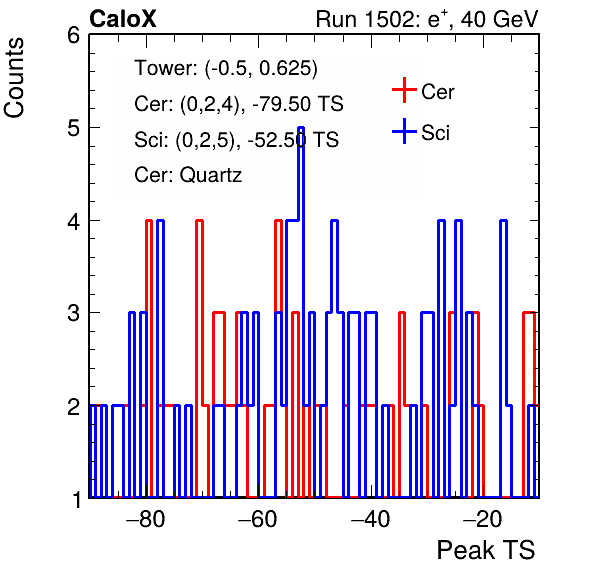 CaloX Run 1502: e⁺, 40 GeV
Counts
Tower: (-0.5, 0.625)
Cer: (0,2,4), -79.50 TS
Sci: (0,2,5), -52.50 TS
Cer: Quartz
Cer
Sci
6
5
4
3
2
1
−80 −60 −40 −20
Peak TS